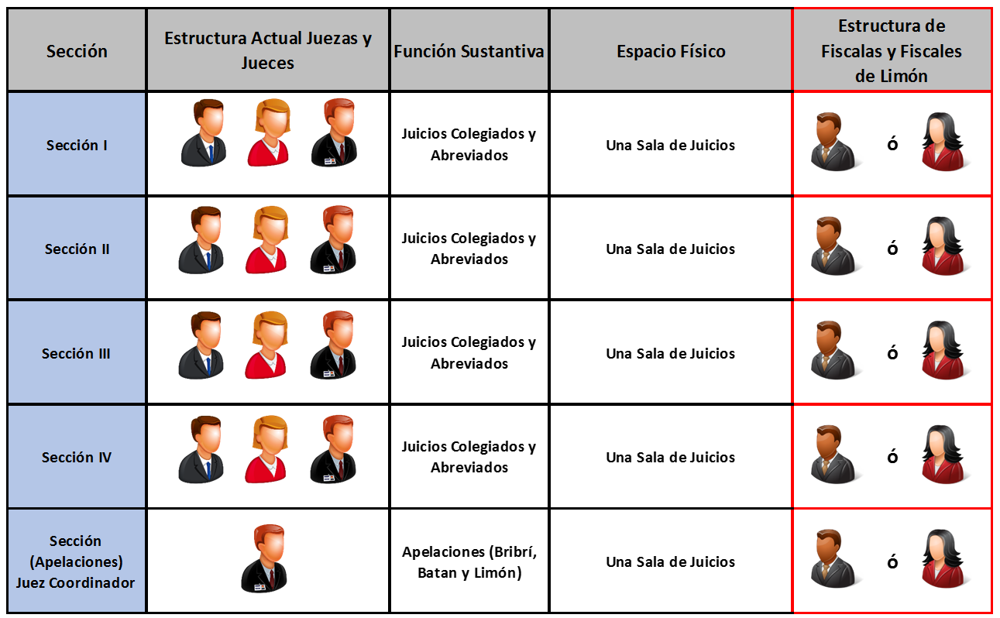 Sección
Estructura Actual Juezas y
Jueces
Función Sustantiva
Espacio Físico
Estructura de
Fiscalas y Fiscales
de Limón
Sección I
Juicios Colegiados y
Abreviados
Una Sala de Juicios
ó
Sección II
Juicios Colegiados y
Abreviados
Una Sala de Juicios
ó
Sección III
Juicios Colegiados y
Abreviados
Una Sala de Juicios
ó
Sección IV
Juicios Colegiados y
Abreviados
Una Sala de Juicios
ó
Sección
(Apelaciones)
Juez Coordinador
Apelaciones (Bribrí,
Batan y Limón)
Una Sala de Juicios
ó